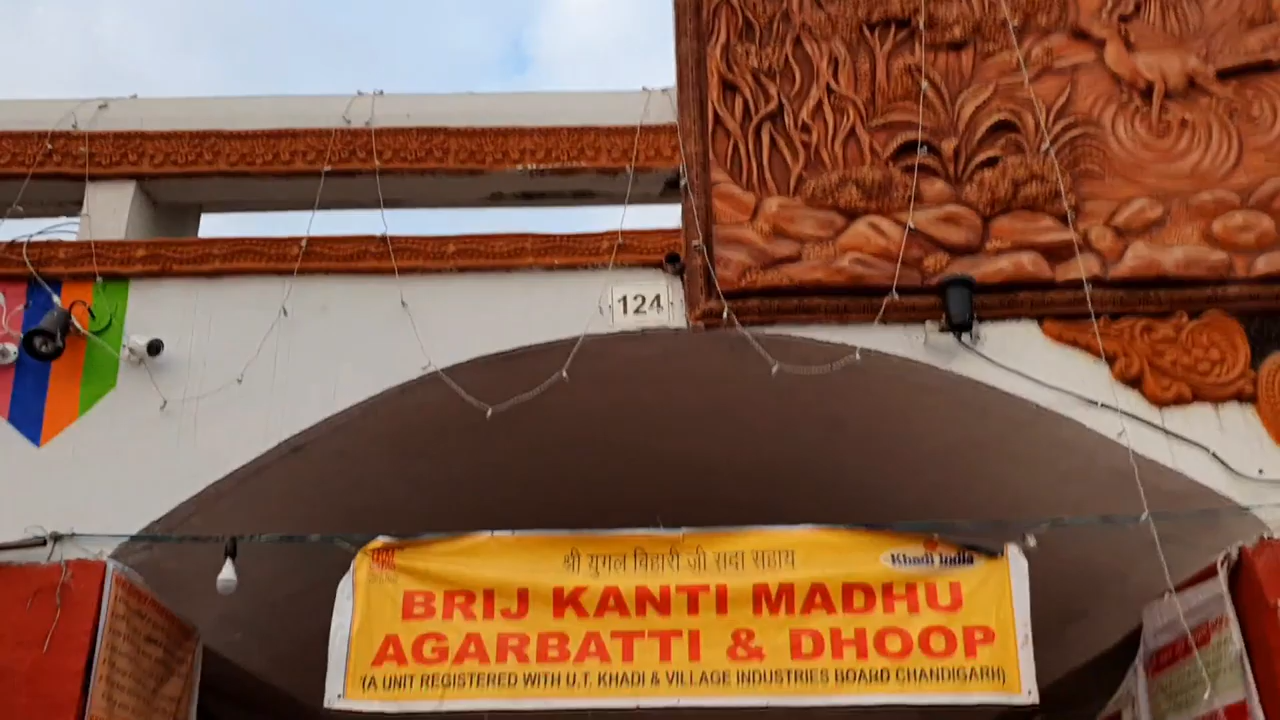 124
श्री युगल विहारी जी सदा सहाय
Khadi India
BRIJ KANTI MADHU
AGARBATTI & DHOOP
(A UNIT REGISTERED WITH U.T. KHADI & VILLAGE INDUSTRIES BOARD CHANDIGARH)